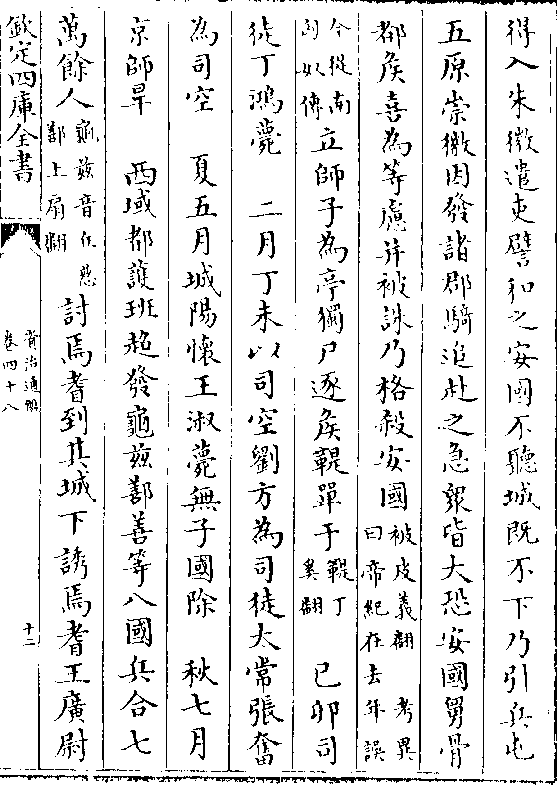 得入朱徽遣吏譬和之安國不聽城既不下乃引兵屯
五原崇徽因發諸郡騎追赴之急衆皆大恐安國舅骨
都侯喜為等慮并被誅乃格殺安國被皮義翻 考異曰帝紀在去年誤
今從南匈奴傳立師子為亭獨尸逐侯鞮單于鞮丁奚翻 己卯司
徒丁鴻薨 二月丁未以司空劉方為司徒太常張奮
為司空 夏五月城陽懷王淑薨無子國除 秋七月
京師旱 西域都護班超發龜兹鄯善等八國兵合七
萬餘人龜兹音丘慈鄯上扇翻討焉耆到其城下誘焉耆王廣尉
欽定四庫全書
資治通鑑
卷四十八
十二